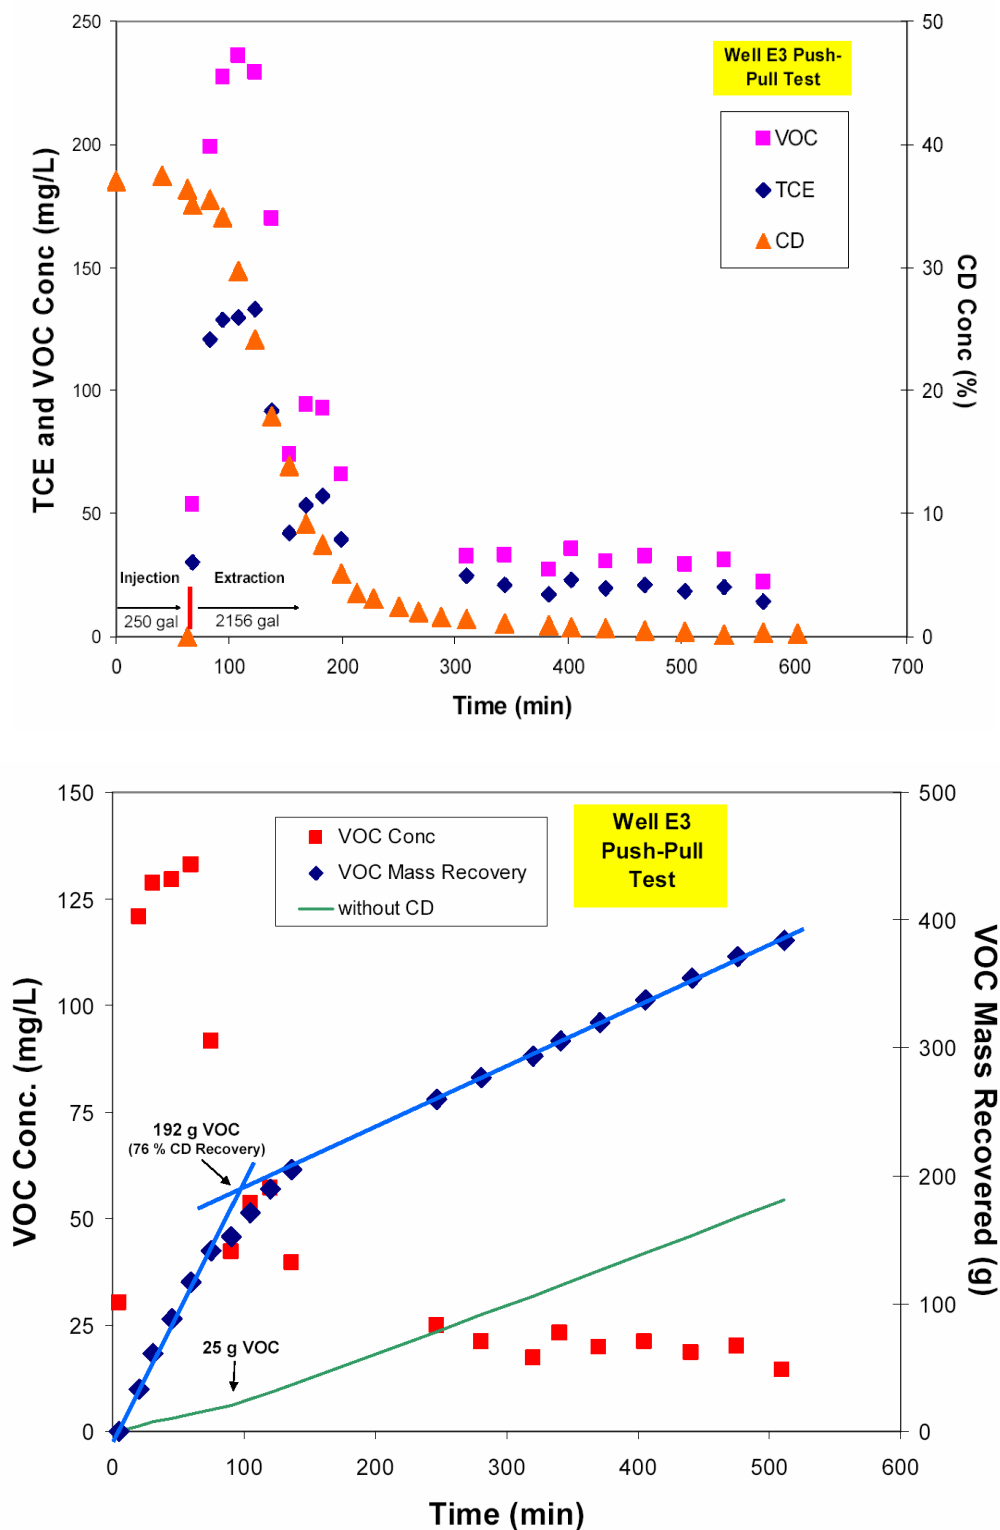 250
200
150
100
50
0
TCE and VOC Conc (mg/L)
50
40
30
20
10
0
CD Conc (%)
Well E3 Push-
Pull Test
VOC
TCE
CD
Injection
250 gal
Extraction
2156 gal
0 100 200 300 400 500 600 700
Time (min)
150
125
100
75
50
25
0
VOC Conc. (mg/L)
500
400
300
200
100
0
VOC Mass Recovered (g)
VOC Conc
VOC Mass Recovery
without CD
Well E3
Push-Pull
Test
192 g VOC
(76 % CD Recovery)
25 g VOC
0 100 200 300 400 500 600
Time (min)